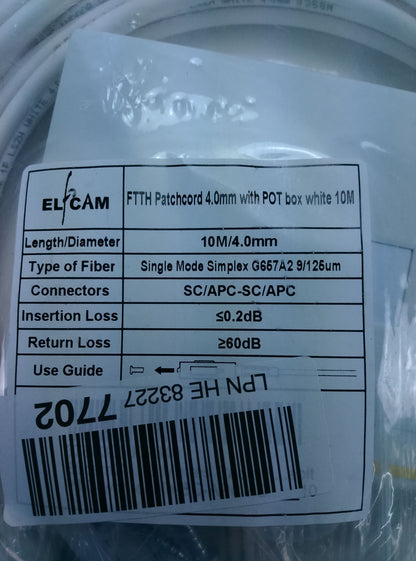 ELFCAM
FTTH Patchcord 4.0mm with POT box white 10M
Length/Diameter 10M/4.0mm
Type of Fiber Single Mode Simplex G657A2 9/125um
Connectors SC/APC-SC/APC
Insertion Loss ≤0.2dB
Return Loss ≥60dB
Use Guide
LPN HE 83227 7702